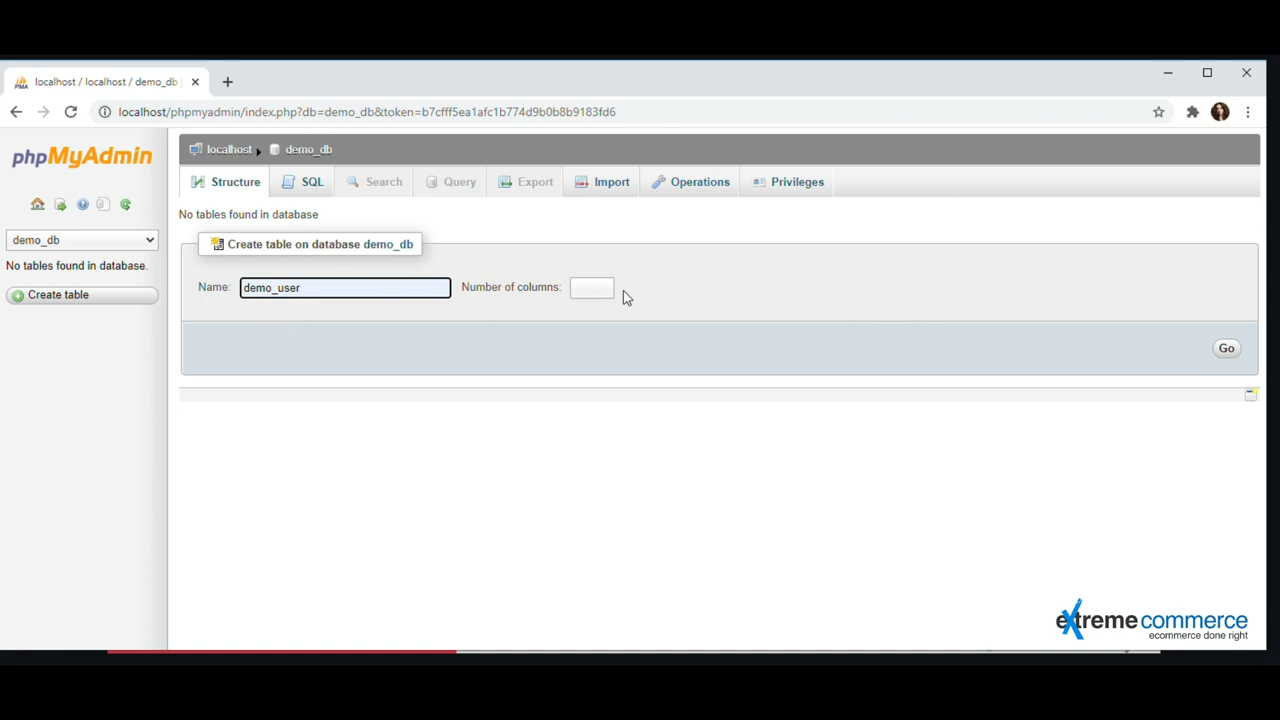 localhost / localhost / demo_db
localhost/phpmyadmin/index.php?db=demo_db&token=b7cfff5ea1afc1b774d9b0b8b9183fd6
phpMyAdmin
demo_db
No tables found in database.
Create table
localhost
demo_db
Structure
SQL
Search
Query
Export
Import
Operations
Privileges
No tables found in database
Create table on database demo_db
Name: demo_user Number of columns:
Go
extreme commerce
ecommerce done right